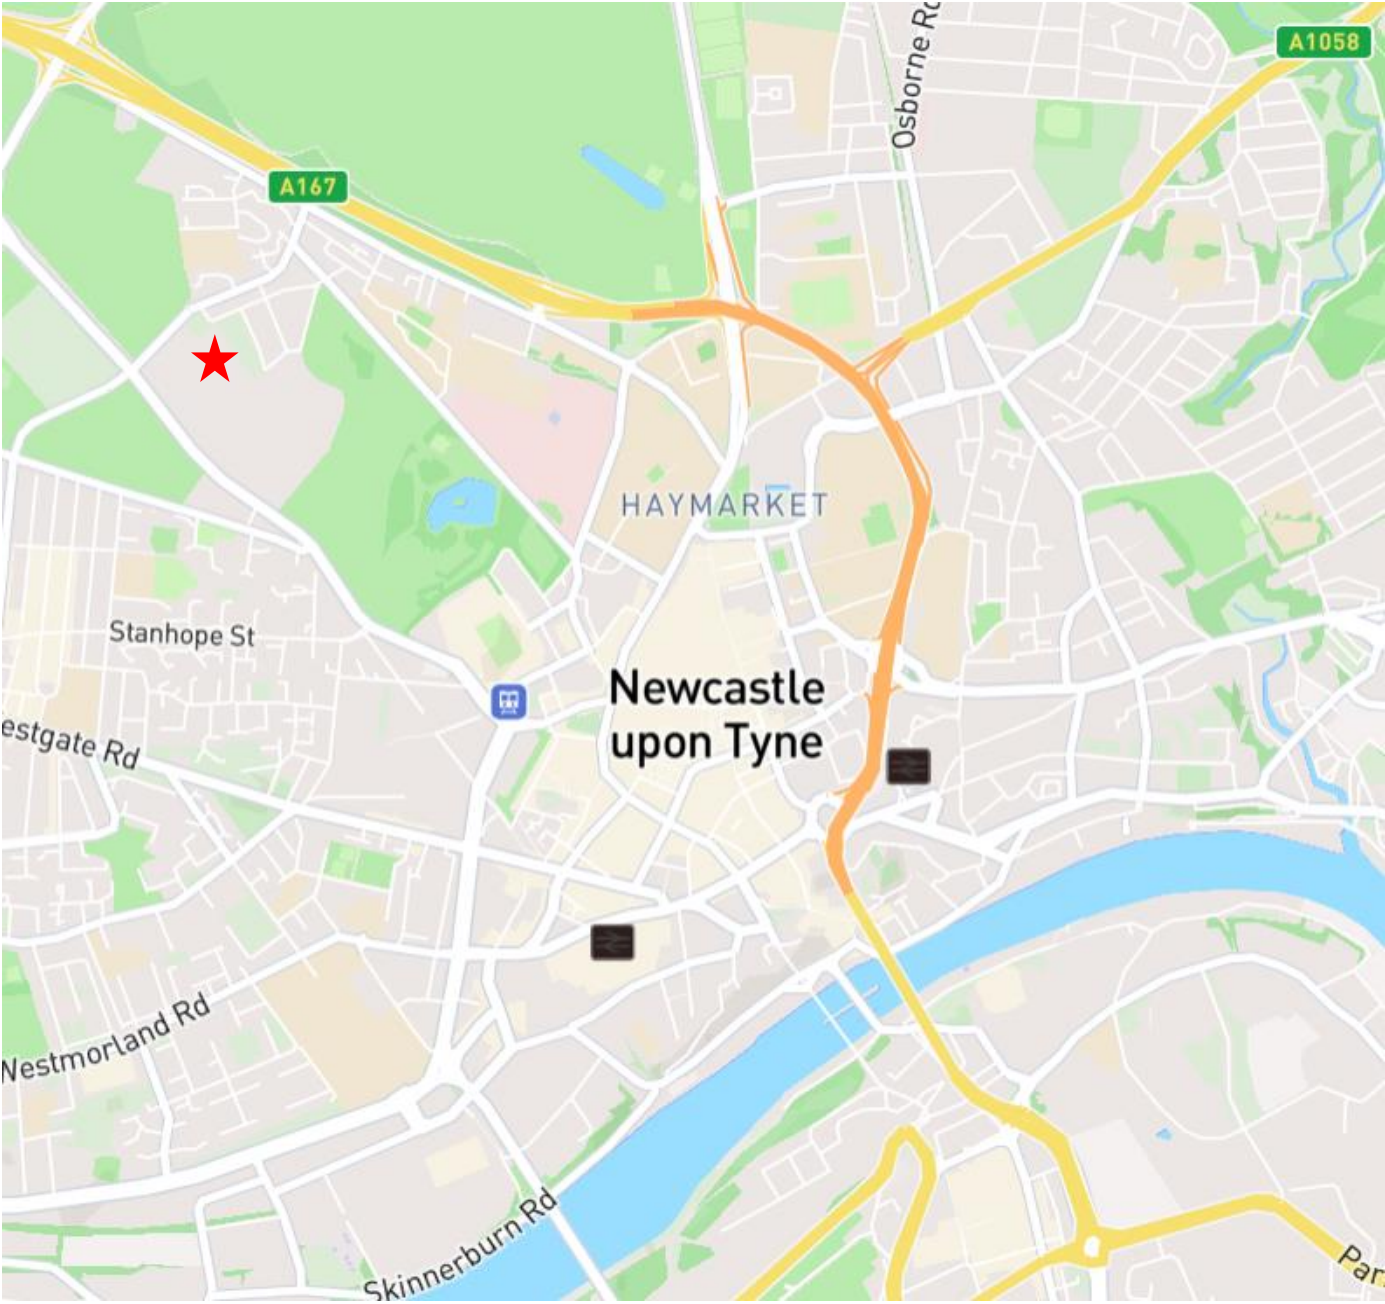 A1058
Osborne Rd
A167
HAYMARKET
Stanhope St
Newcastle
upon Tyne
estgate Rd
Westmorland Rd
Skinnerburn Rd
Par